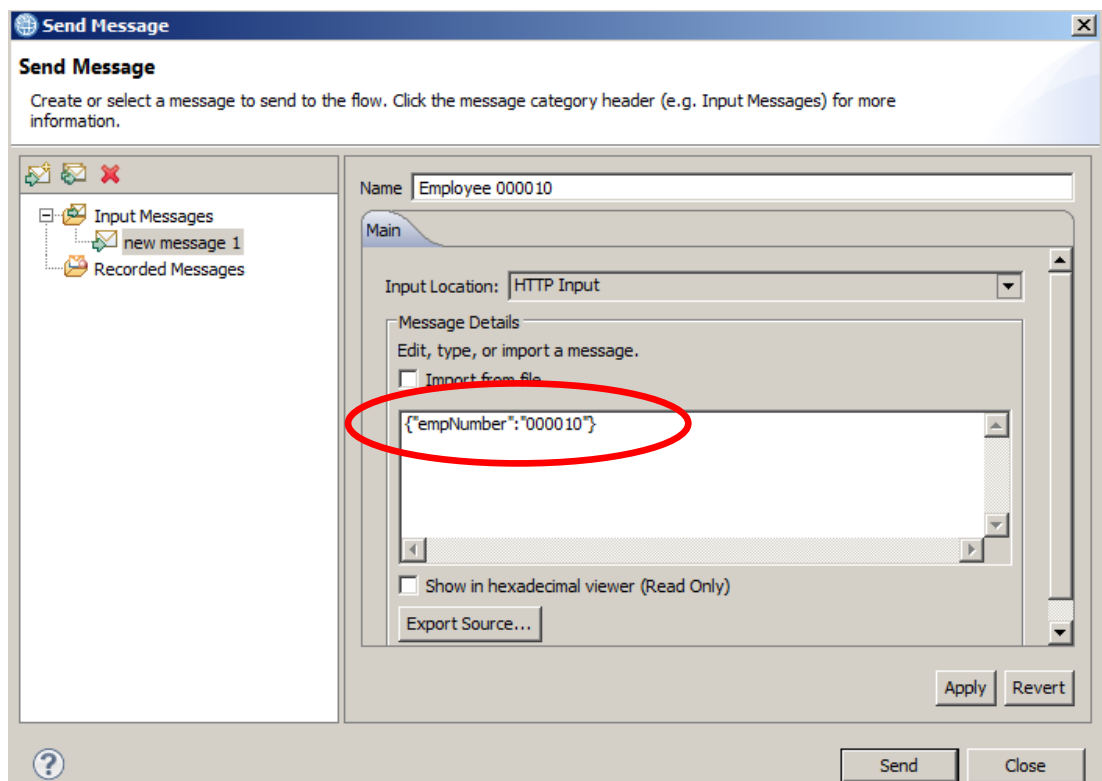 Send Message
Send Message
Create or select a message to send to the flow. Click the message category header (e.g. Input Messages) for more
information.
Input Messages
new message 1
Recorded Messages
Name Employee 000010
Main
Input Location: HTTP Input
Message Details
Edit, type, or import a message.
Import from file
{"empNumber":"000010"}
Show in hexadecimal viewer (Read Only)
Export Source...
Apply Revert
Send Close